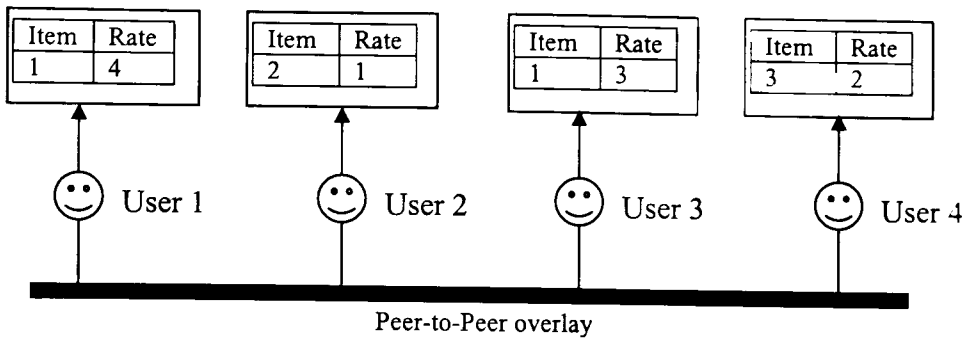 Item Rate
1 4
Item Rate
2 1
Item Rate
1 3
Item Rate
3 2
User 1
User 2
User 3
User 4
Peer-to-Peer overlay